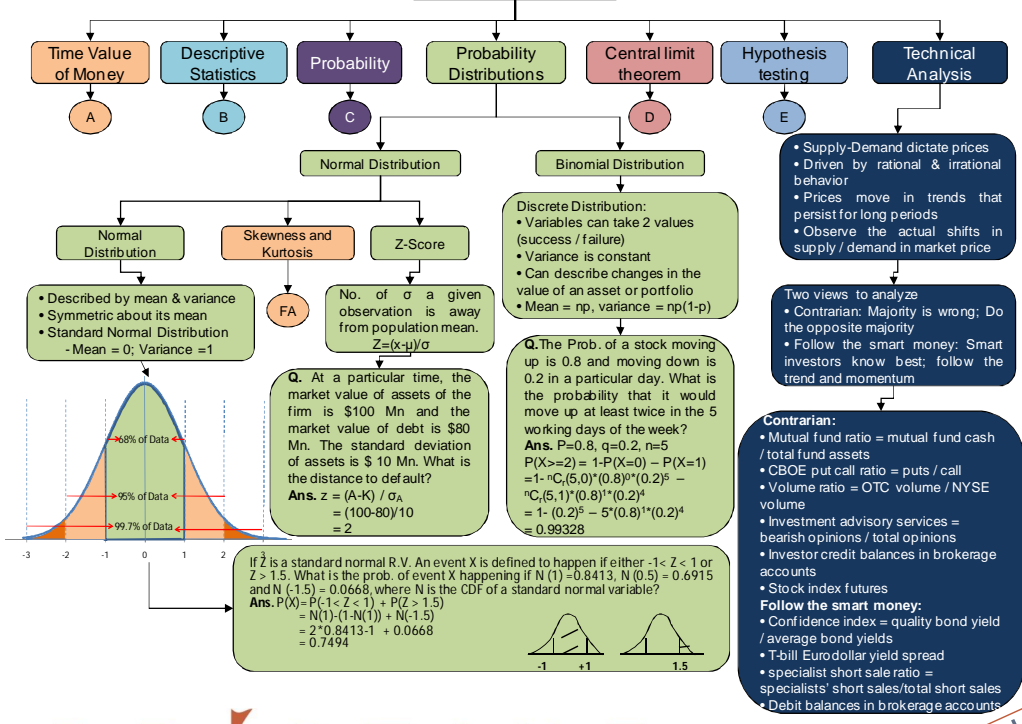 Time Value
of Money
Descriptive
Statistics
Probability
Probability
Distributions
Central limit
theorem
Hypothesis
testing
Technical
Analysis
A
B
C
D
E
Normal Distribution
Binomial Distribution
Normal
Distribution
Skewness and
Kurtosis
Z-Score
FA
• Described by mean & variance
• Symmetric about its mean
• Standard Normal Distribution
- Mean = 0; Variance =1
No. of σ a given
observation is away
from population mean.
Z=(x-µ)/σ
Discrete Distribution:
• Variables can take 2 values
(success / failure)
• Variance is constant
• Can describe changes in the
value of an asset or portfolio
• Mean = np, variance = np(1-p)
• Supply-Demand dictate prices
• Driven by rational & irrational
behavior
• Prices move in trends that
persist for long periods
• Observe the actual shifts in
supply / demand in market price
Two views to analyze
• Contrarian: Majority is wrong; Do
the opposite majority
• Follow the smart money: Smart
investors know best; follow the
trend and momentum
Q. At a particular time, the
market value of assets of the
firm is $100 Mn and the
market value of debt is $80
Mn. The standard deviation
of assets is $ 10 Mn. What is
the distance to default?
Ans. z = (A-K) / σA
= (100-80)/10
= 2
Q.The Prob. of a stock moving
up is 0.8 and moving down is
0.2 in a particular day. What is
the probability that it would
move up at least twice in the 5
working days of the week?
Ans. P=0.8, q=0.2, n=5
P(X>=2) = 1-P(X=0) – P(X=1)
=1- ⁿCr(5,0)*(0.8)⁰*(0.2)⁵ –
ⁿCr(5,1)*(0.8)¹*(0.2)⁴
= 1- (0.2)⁵ - 5*(0.8)¹*(0.2)⁴
= 0.99328
Contrarian:
• Mutual fund ratio = mutual fund cash
/ total fund assets
• CBOE put call ratio = puts / call
• Volume ratio = OTC volume / NYSE
volume
• Investment advisory services =
bearish opinions / total opinions
• Investor credit balances in brokerage
accounts
• Stock index futures
Follow the smart money:
• Confidence index = quality bond yield
/ average bond yields
• T-bill Eurodollar yield spread
• specialist short sale ratio =
specialists' short sales/total short sales
• Debit balances in brokerage accounts
68% of Data
95% of Data
99.7% of Data
-3 -2 -1 0 1 2 3
If Z is a standard normal R.V. An event X is defined to happen if either -1< Z < 1 or
Z > 1.5. What is the prob. of event X happening if N (1) =0.8413, N (0.5) = 0.6915
and N (-1.5) = 0.0668, where N is the CDF of a standard normal variable?
Ans. P(X)= P(-1< Z < 1) + P(Z > 1.5)
= N(1)-(1-N(1)) + N(-1.5)
= 2*0.8413-1 + 0.0668
= 0.7494
-1 +1 1.5